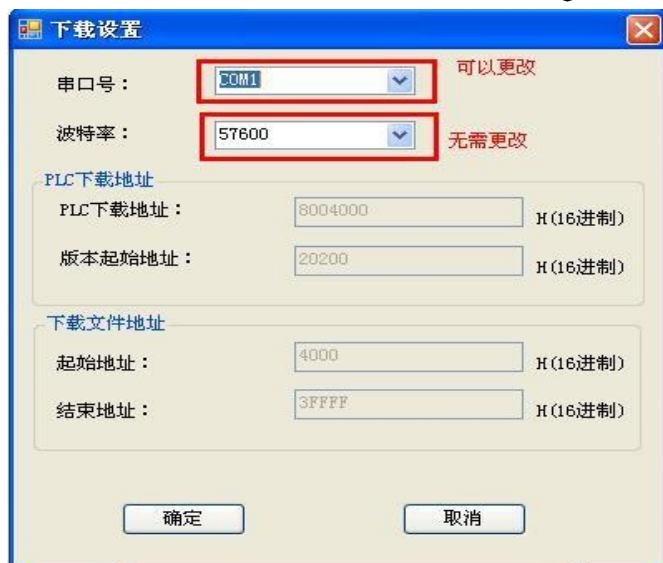 下载设置
串口号： COM1 可以更改
波特率： 57600 无需更改
PLC下载地址
PLC下载地址： 8004000 H(16进制)
版本起始地址： 20200 H(16进制)
下载文件地址
起始地址： 4000 H(16进制)
结束地址： 3FFFF H(16进制)
确定 取消